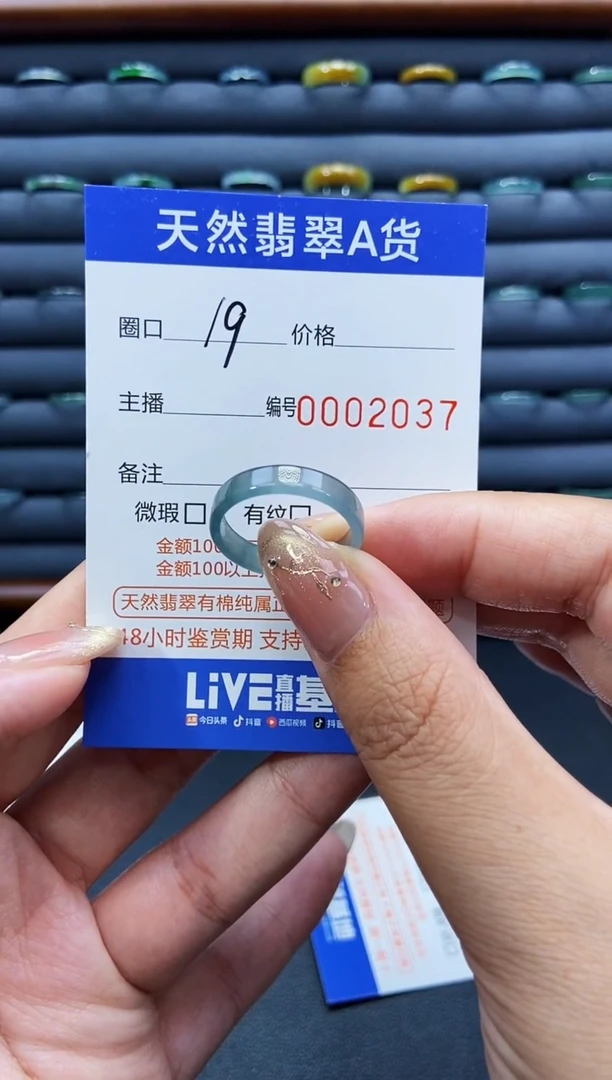 天然翡翠A货
圈口 19 价格
主播 编号0002037
备注
微瑕□ 有纹□
金额100
金额100以上
天然翡翠有棉纯属正 题
48小时鉴赏期 支持
LiVE直播基
今日头条 抖音 西瓜视频 抖音